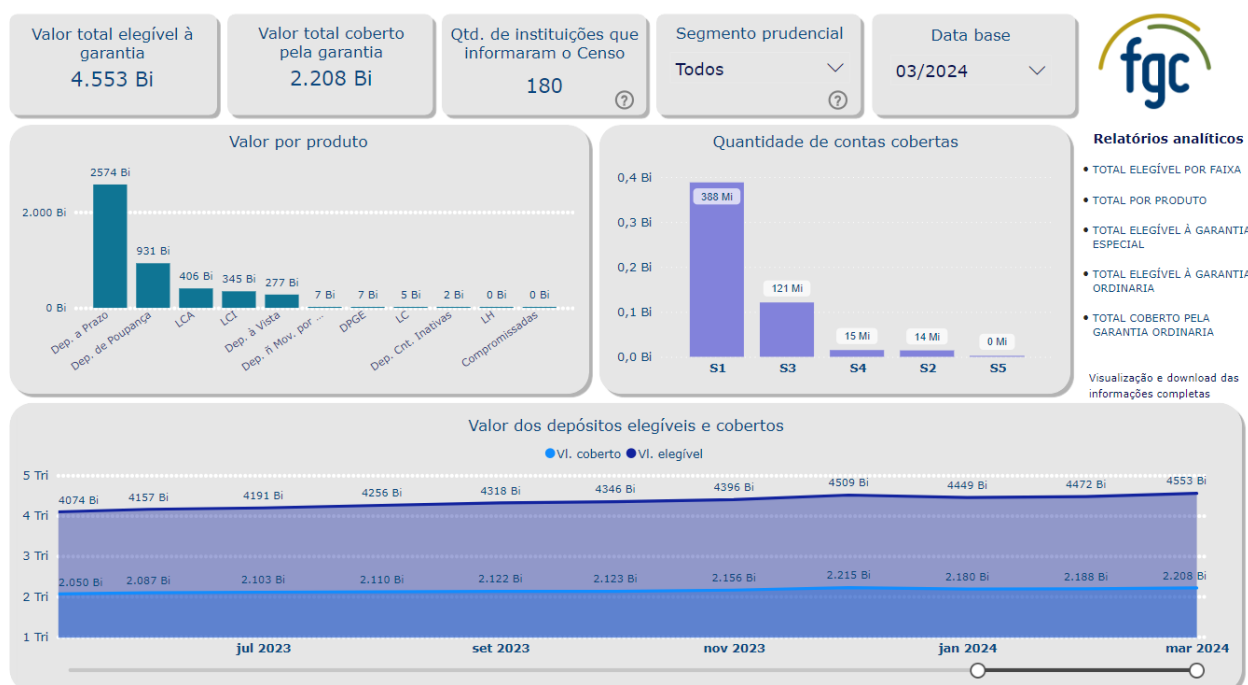 Valor total elegível à
garantia
4.553 Bi
Valor total coberto
pela garantia
2.208 Bi
Qtd. de instituições que
informaram o Censo
180
?
Segmento prudencial
Todos
?
Data base
03/2024
fgc
Valor por produto
2574 Bi
2.000 Bi
931 Bi
406 Bi
345 Bi
277 Bi
7 Bi
7 Bi
5 Bi
2 Bi
0 Bi
0 Bi
0 Bi
Dep. a Prazo
Dep. de Poupança
LCA
LCI
Dep. à Vista
Dep. ñ Mov. por ...
DPGE
LC
Dep. Cnt. Inativas
LH
Compromissadas
Quantidade de contas cobertas
0,4 Bi
0,3 Bi
0,2 Bi
0,1 Bi
0,0 Bi
388 Mi
121 Mi
15 Mi
14 Mi
0 Mi
S1
S3
S4
S2
S5
Relatórios analíticos
• TOTAL ELEGÍVEL POR FAIXA
• TOTAL POR PRODUTO
• TOTAL ELEGÍVEL À GARANTIA
ESPECIAL
• TOTAL ELEGÍVEL À GARANTIA
ORDINARIA
• TOTAL COBERTO PELA
GARANTIA ORDINARIA
Visualização e download das
informações completas
Valor dos depósitos elegíveis e cobertos
Vl. coberto Vl. elegível
5 Tri
4 Tri
3 Tri
2 Tri
1 Tri
4074 Bi
4157 Bi
4191 Bi
4256 Bi
4318 Bi
4346 Bi
4396 Bi
4509 Bi
4449 Bi
4472 Bi
4553 Bi
2.050 Bi
2.087 Bi
2.103 Bi
2.110 Bi
2.122 Bi
2.123 Bi
2.156 Bi
2.215 Bi
2.180 Bi
2.188 Bi
2.208 Bi
jul 2023
set 2023
nov 2023
jan 2024
mar 2024